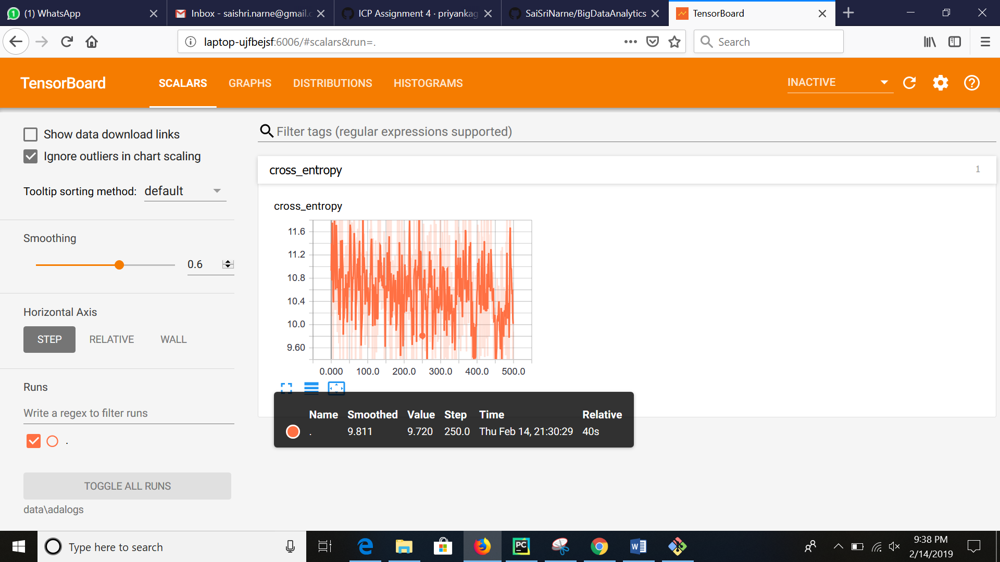 (1) WhatsApp
Inbox - saishri.narne@gmail.c
ICP Assignment 4 · priyankag
SaiSriNarne/BigDataAnalytics
TensorBoard
laptop-ujfbejsf:6006/#scalars&run=.
Search
TensorBoard
SCALARS
GRAPHS
DISTRIBUTIONS
HISTOGRAMS
INACTIVE
Show data download links
Ignore outliers in chart scaling
Tooltip sorting method: default
Smoothing
0.6
Horizontal Axis
STEP RELATIVE WALL
Runs
Write a regex to filter runs
.
TOGGLE ALL RUNS
data\adalogs
Filter tags (regular expressions supported)
cross_entropy
1
cross_entropy
11.6
11.2
10.8
10.4
10.0
9.60
0.000 100.0 200.0 300.0 400.0 500.0
Name Smoothed Value Step Time Relative
. 9.811 9.720 250.0 Thu Feb 14, 21:30:29 40s
Type here to search
9:38 PM
2/14/2019